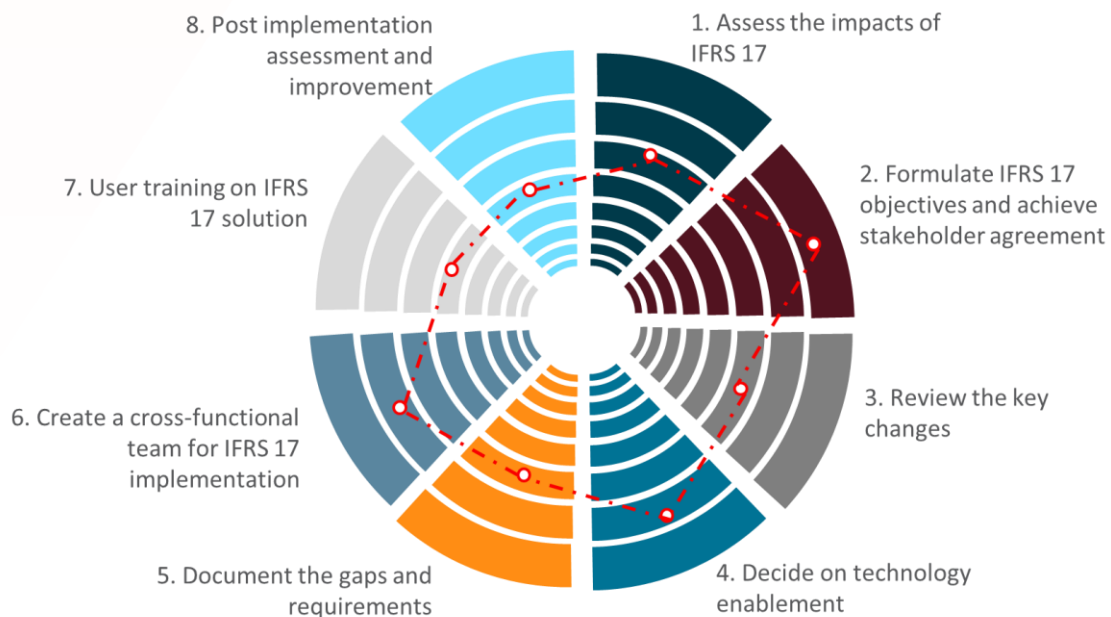 1. Assess the impacts of
IFRS 17
2. Formulate IFRS 17
objectives and achieve
stakeholder agreement
3. Review the key
changes
4. Decide on technology
enablement
5. Document the gaps and
requirements
6. Create a cross-functional
team for IFRS 17
implementation
7. User training on IFRS
17 solution
8. Post implementation
assessment and
improvement